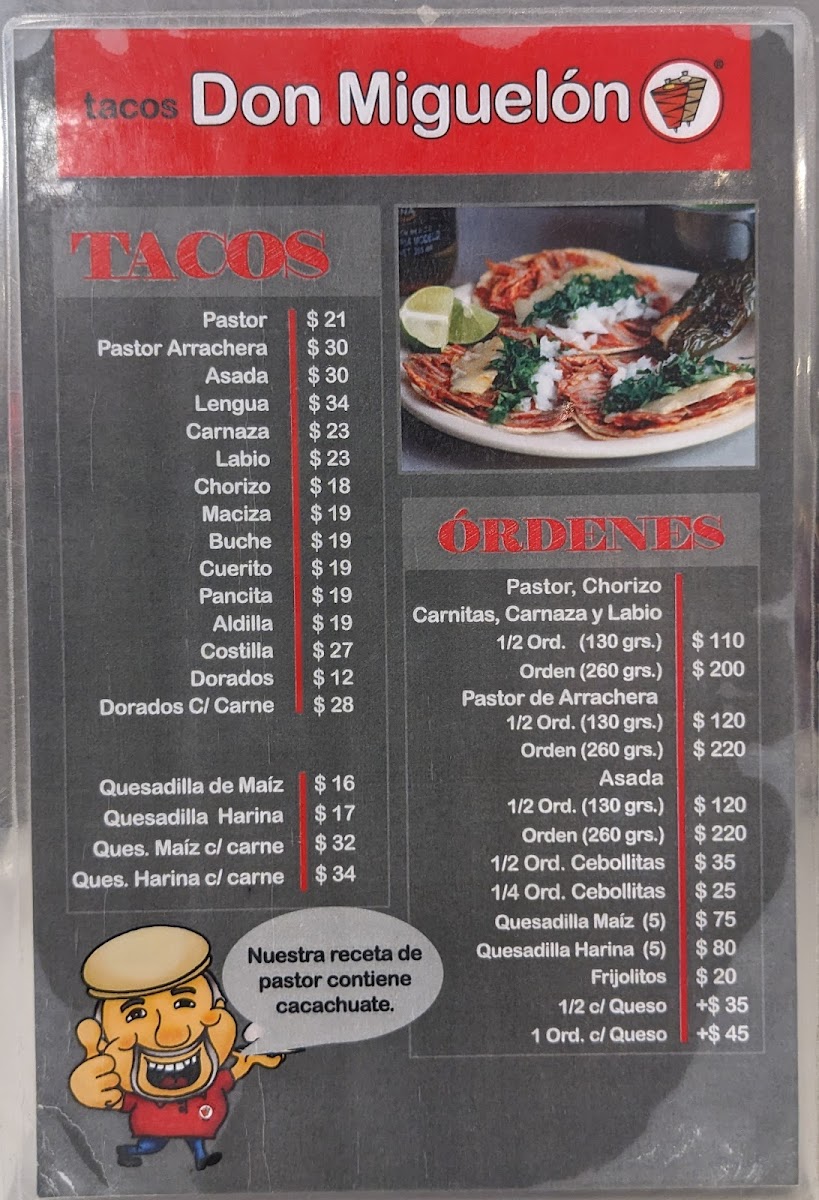 tacos Don Miguelón ®
TACOS
Pastor $ 21
Pastor Arrachera $ 30
Asada $ 30
Lengua $ 34
Carnaza $ 23
Labio $ 23
Chorizo $ 18
Maciza $ 19
Buche $ 19
Cuerito $ 19
Pancita $ 19
Aldilla $ 19
Costilla $ 27
Dorados $ 12
Dorados C/ Carne $ 28
Quesadilla de Maíz $ 16
Quesadilla Harina $ 17
Ques. Maíz c/ carne $ 32
Ques. Harina c/ carne $ 34
ÓRDENES
Pastor, Chorizo
Carnitas, Carnaza y Labio
1/2 Ord. (130 grs.) $ 110
Orden (260 grs.) $ 200
Pastor de Arrachera
1/2 Ord. (130 grs.) $ 120
Orden (260 grs.) $ 220
Asada
1/2 Ord. (130 grs.) $ 120
Orden (260 grs.) $ 220
1/2 Ord. Cebollitas $ 35
1/4 Ord. Cebollitas $ 25
Quesadilla Maíz (5) $ 75
Quesadilla Harina (5) $ 80
Frijolitos $ 20
1/2 c/ Queso +$ 35
1 Ord. c/ Queso +$ 45
Nuestra receta de
pastor contiene
cacachuate.